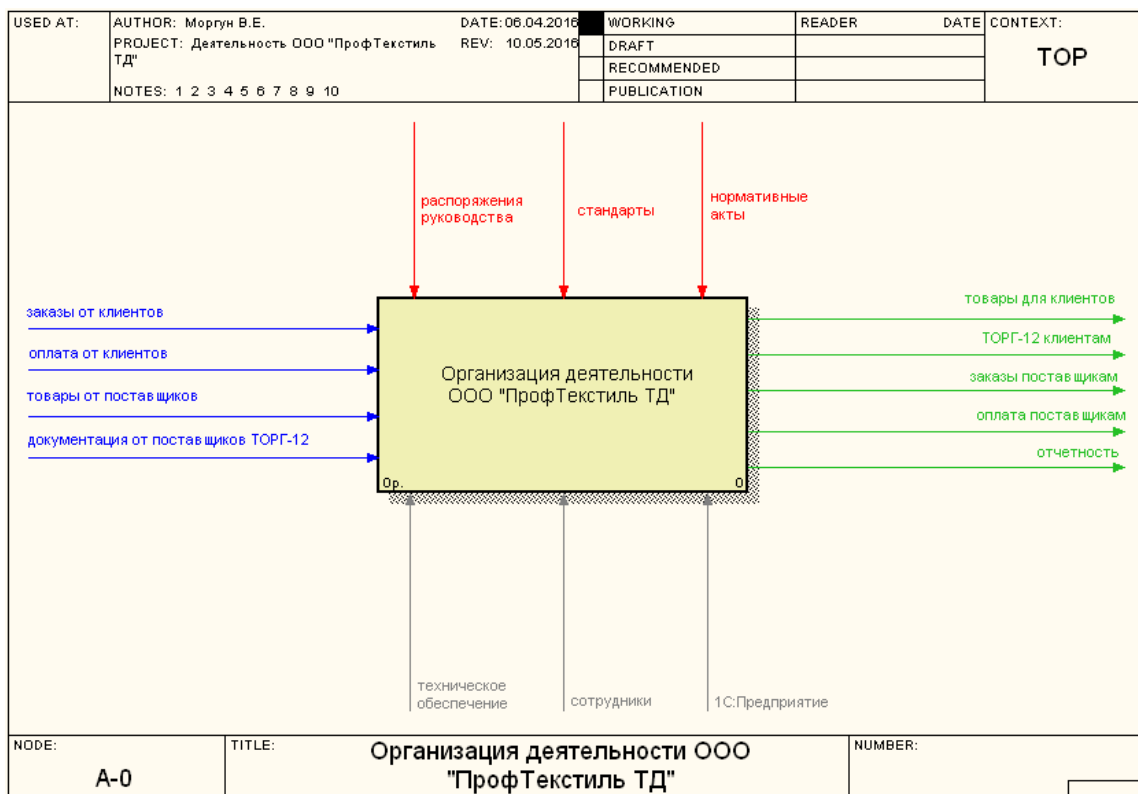 USED AT:
AUTHOR: Моргун В.Е.
DATE: 06.04.2016
PROJECT: Деятельность ООО "ПрофТекстиль
ТД"
REV: 10.05.2016
NOTES: 1 2 3 4 5 6 7 8 9 10
WORKING
DRAFT
RECOMMENDED
PUBLICATION
READER
DATE
CONTEXT:
TOP
распоряжения
руководства
стандарты
нормативные
акты
заказы от клиентов
оплата от клиентов
товары от поставщиков
документация от поставщиков ТОРГ-12
Организация деятельности
ООО "ПрофТекстиль ТД"
0р.
0
товары для клиентов
ТОРГ-12 клиентам
заказы поставщикам
оплата поставщикам
отчетность
техническое
обеспечение
сотрудники
1С:Предприятие
NODE:
A-0
TITLE:
Организация деятельности ООО
"ПрофТекстиль ТД"
NUMBER: